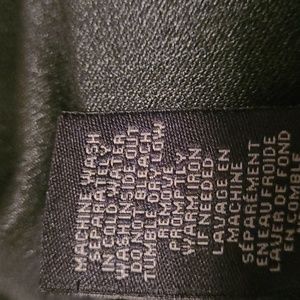 MACHINE WASH
SEPARATELY
IN COLD WATER
WASH INSIDE OUT
DO NOT BLEACH
TUMBLE DRY LOW
REMOVE
PROMPTLY
WARM IRON
IF NEEDED
LAVAGE EN
MACHINE
SÉPARÉMENT
EN EAU FROIDE
LAVER DE FOND
EN COMBLE